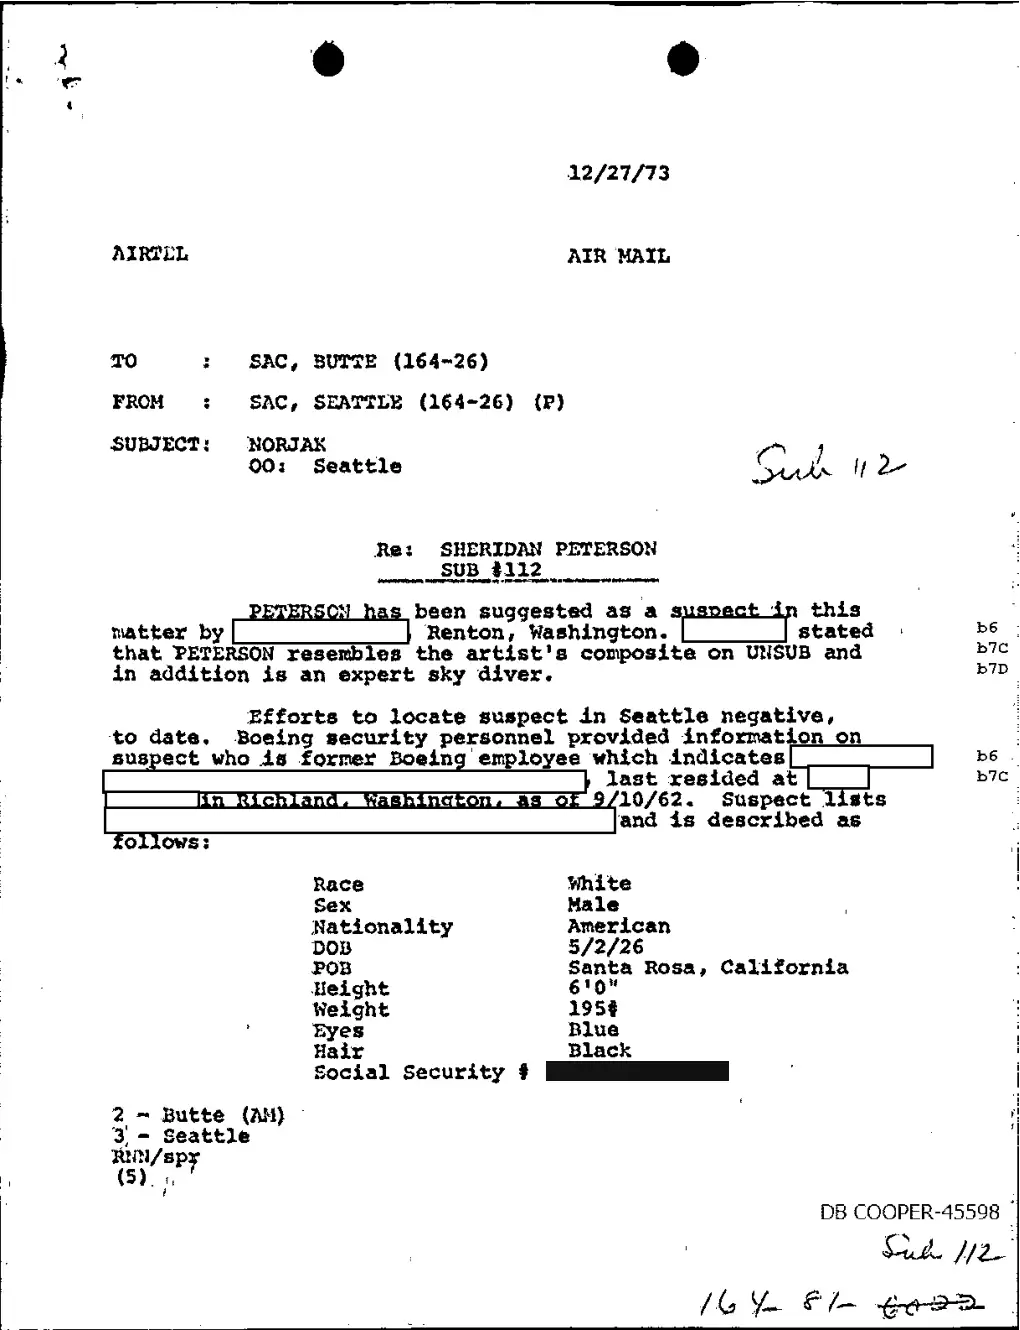 12/27/73
AIRTEL AIR MAIL
TO : SAC, BUTTE (164-26)
FROM : SAC, SEATTLE (164-26) (P)
SUBJECT: NORJAK
OO: Seattle
Sub 112
Re: SHERIDAN PETERSON
SUB #112
PETERSON has been suggested as a suspect in this
matter by Renton, Washington. stated b6
that PETERSON resembles the artist's composite on UNSUB and b7C
in addition is an expert sky diver. b7D
Efforts to locate suspect in Seattle negative,
to date. Boeing security personnel provided information on
suspect who is former Boeing employee which indicates b6
, last resided at b7C
in Richland, Washington, as of 9/10/62. Suspect lists
and is described as
follows:
Race White
Sex Male
Nationality American
DOB 5/2/26
POB Santa Rosa, California
Height 6'0"
Weight 195#
Eyes Blue
Hair Black
Social Security #
2 - Butte (AM)
3 - Seattle
RNN/spr
(5)
DB COOPER-45598
Sub 112
164-81-